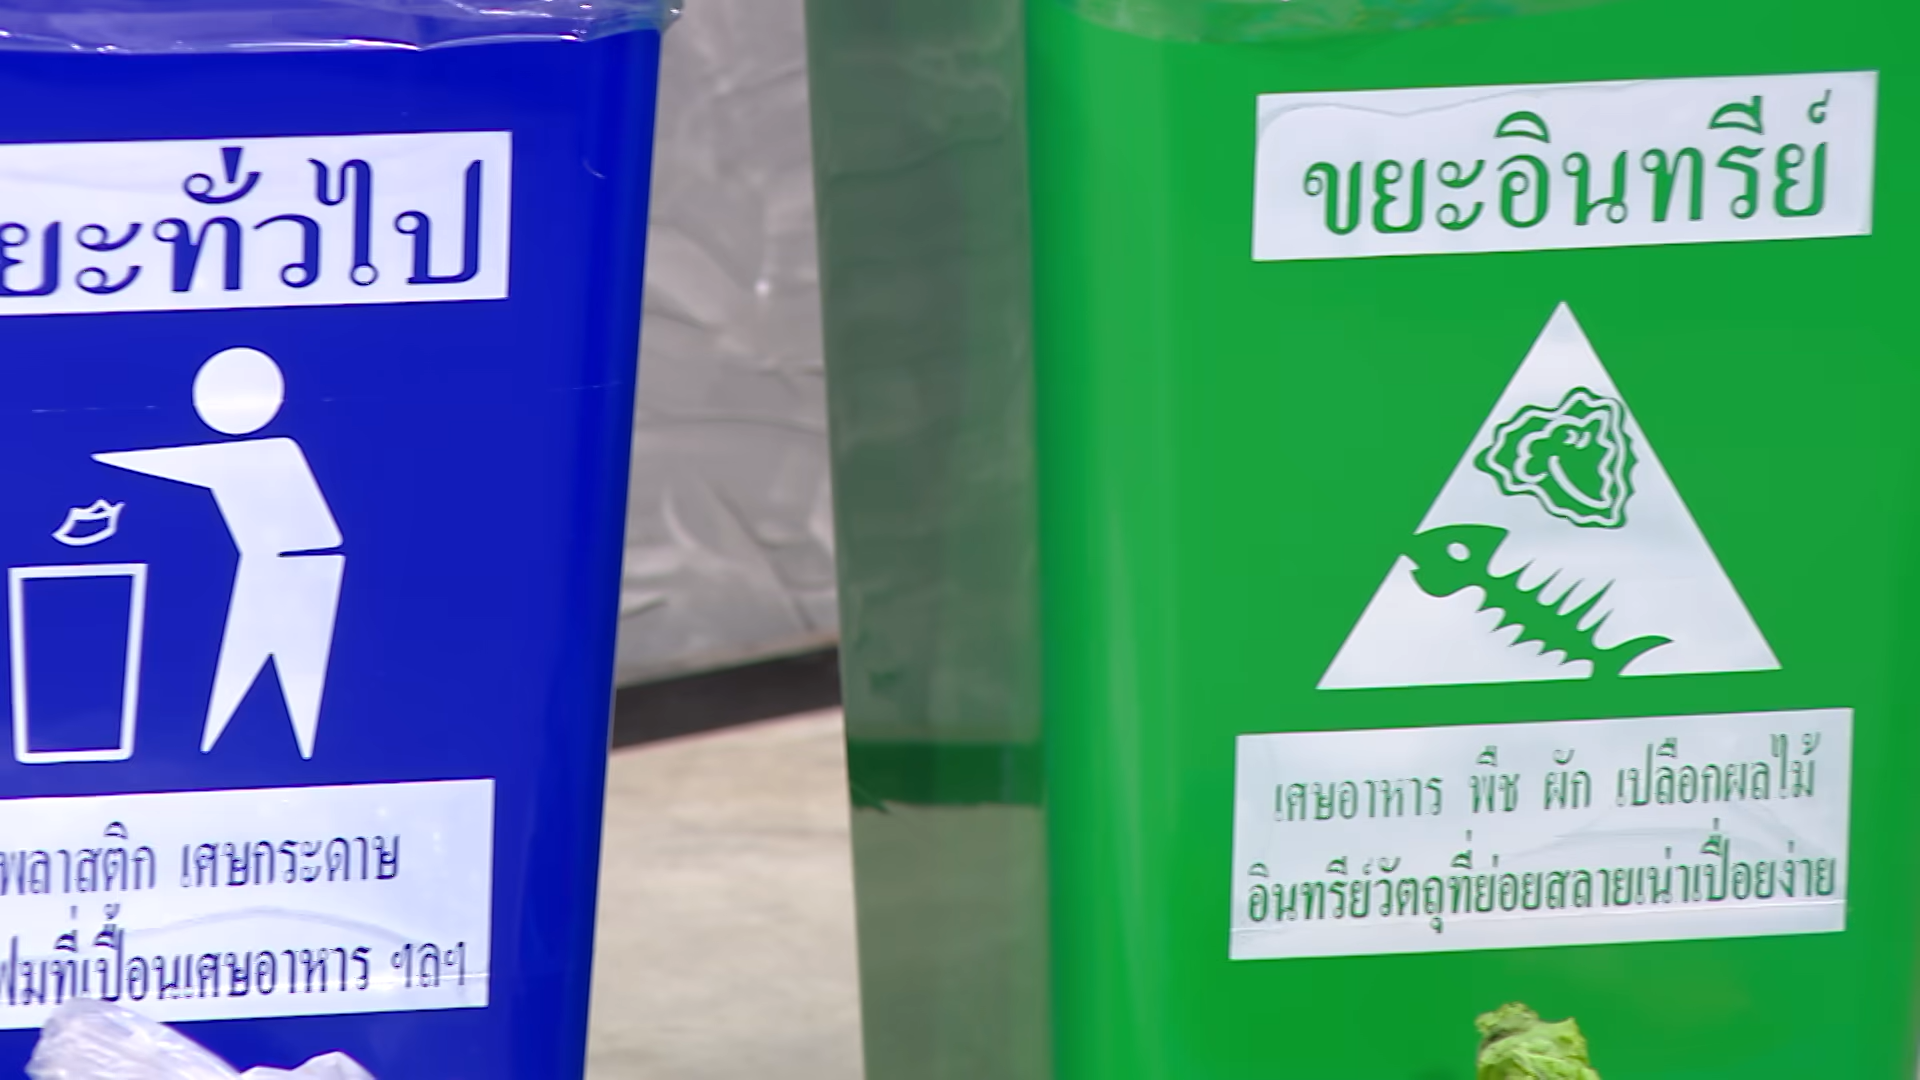 ยะทั่วไป
พลาสติก เศษกระดาษ
ฟมที่เปื้อนเศษอาหาร ฯลฯ
ขยะอินทรีย์
เศษอาหาร พืช ผัก เปลือกผลไม้
อินทรีย์วัตถุที่ย่อยสลายเน่าเปื่อยง่าย